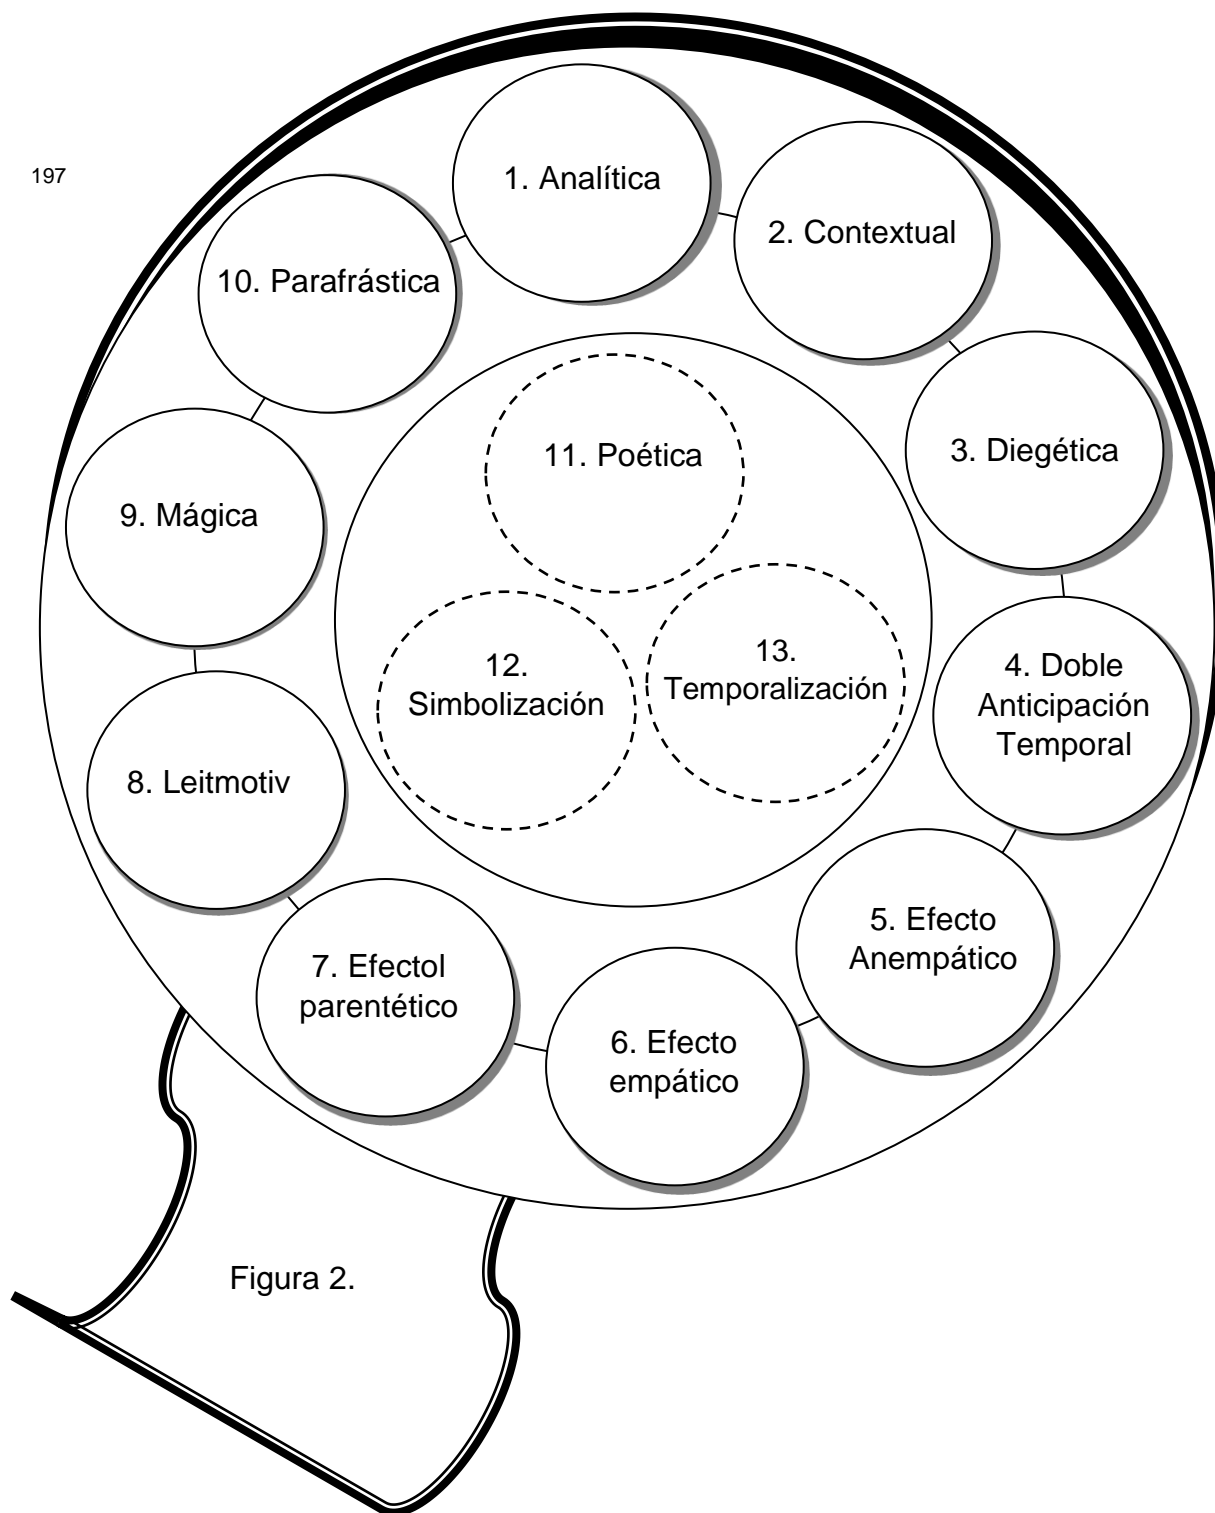 197
1. Analítica
2. Contextual
10. Parafrástica
3. Diegética
11. Poética
9. Mágica
13.
Temporalización
12.
Simbolización
4. Doble
Anticipación
Temporal
8. Leitmotiv
5. Efecto
Anempático
7. Efectol
parentético
6. Efecto
empático
Figura 2.